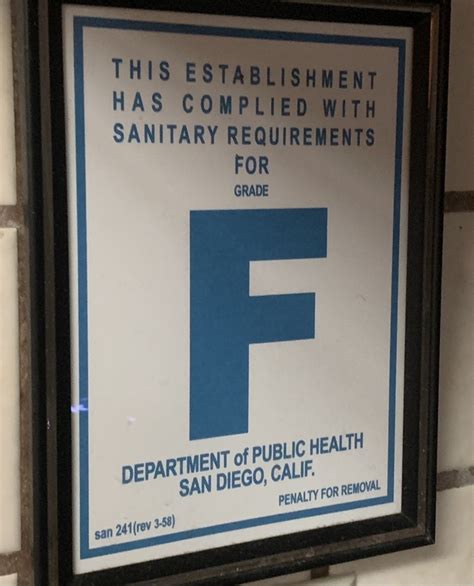 THIS ESTABLISHMENT
HAS COMPLIED WITH
SANITARY REQUIREMENTS
FOR
GRADE
F
DEPARTMENT of PUBLIC HEALTH
SAN DIEGO, CALIF.
PENALTY FOR REMOVAL
san 241(rev 3-58)